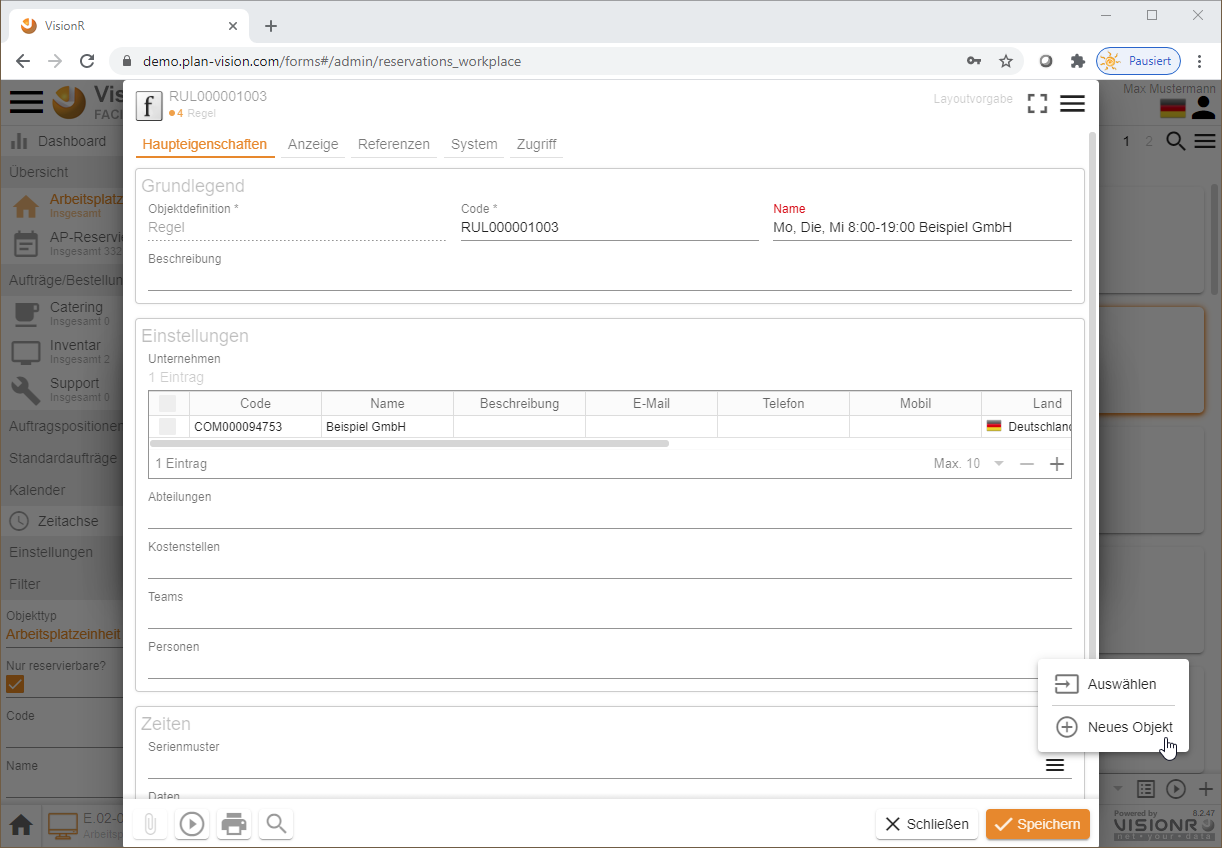 VisionR
demo.plan-vision.com/forms#/admin/reservations_workplace
Pausiert
Vis
FACI
Max Mustermann
RUL000001003
4 Regel
Layoutvorgabe
Haupteigenschaften
Anzeige
Referenzen
System
Zugriff
Dashboard
1 2
Übersicht
Arbeitsplatz
Insgesamt
AP-Reservie
Insgesamt 332
Aufträge/Bestellun
Catering
Insgesamt 0
Inventar
Insgesamt 2
Support
Insgesamt 0
Auftragspositionen
Standardaufträge
Kalender
Zeitachse
Einstellungen
Filter
Objekttyp
Arbeitsplatzeinheit
Nur reservierbare?
Code
Name
Grundlegend
Objektdefinition * Code * Name
Regel RUL000001003 Mo, Die, Mi 8:00-19:00 Beispiel GmbH
Beschreibung
Einstellungen
Unternehmen
1 Eintrag
Code Name Beschreibung E-Mail Telefon Mobil Land
COM000094753 Beispiel GmbH Deutschland
1 Eintrag Max. 10
Abteilungen
Kostenstellen
Teams
Personen
Auswählen
Neues Objekt
Zeiten
Serienmuster
Daten
E.02-0
Arbeitsp
Schließen
Speichern
Powered by 8.2.47
VISIONR
net • your • data